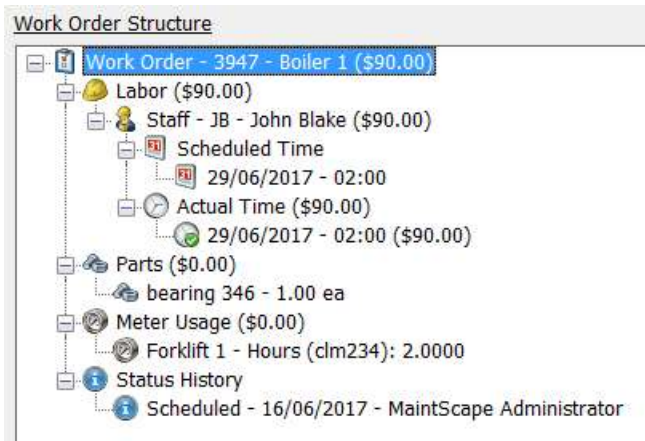 Work Order Structure
Work Order - 3947 - Boiler 1 ($90.00)
Labor ($90.00)
Staff - JB - John Blake ($90.00)
Scheduled Time
29/06/2017 - 02:00
Actual Time ($90.00)
29/06/2017 - 02:00 ($90.00)
Parts ($0.00)
bearing 346 - 1.00 ea
Meter Usage ($0.00)
Forklift 1 - Hours (clm234): 2.0000
Status History
Scheduled - 16/06/2017 - MaintScape Administrator